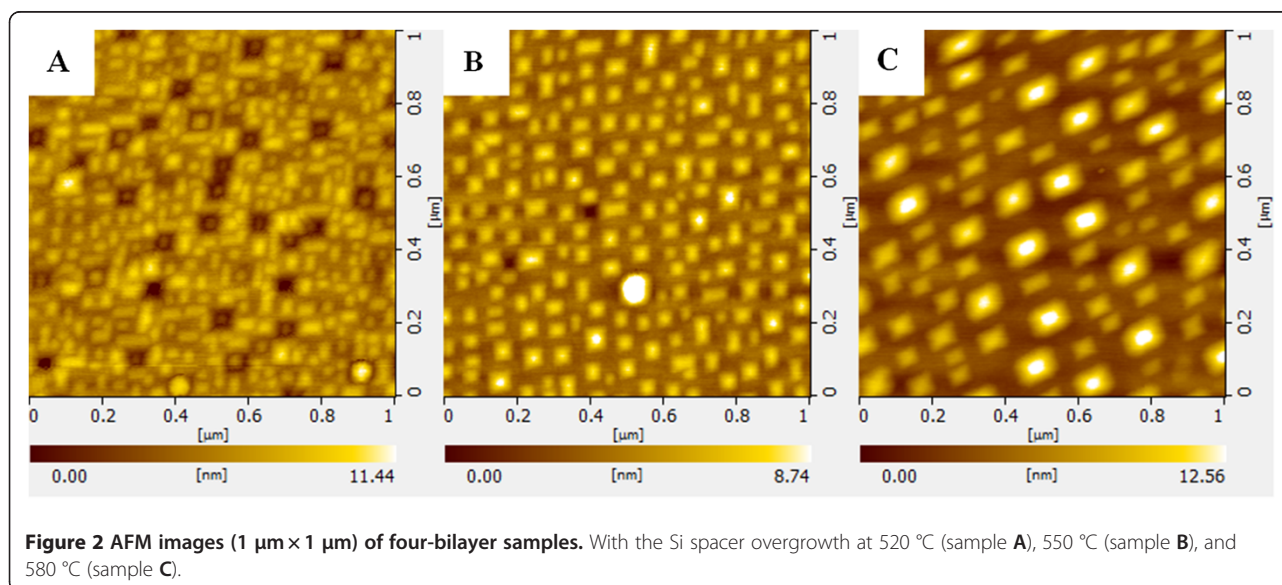 A
B
C
1
0.8
0.6
0.4
0.2
0
[µm]
1
0.8
0.6
0.4
0.2
0
[µm]
1
0.8
0.6
0.4
0.2
0
[µm]
0 0.2 0.4 0.6 0.8 1
[µm]
0 0.2 0.4 0.6 0.8 1
[µm]
0 0.2 0.4 0.6 0.8 1
[µm]
0.00 [nm] 11.44
0.00 [nm] 8.74
0.00 [nm] 12.56
Figure 2 AFM images (1 µm × 1 µm) of four-bilayer samples. With the Si spacer overgrowth at 520 °C (sample A), 550 °C (sample B), and
580 °C (sample C).